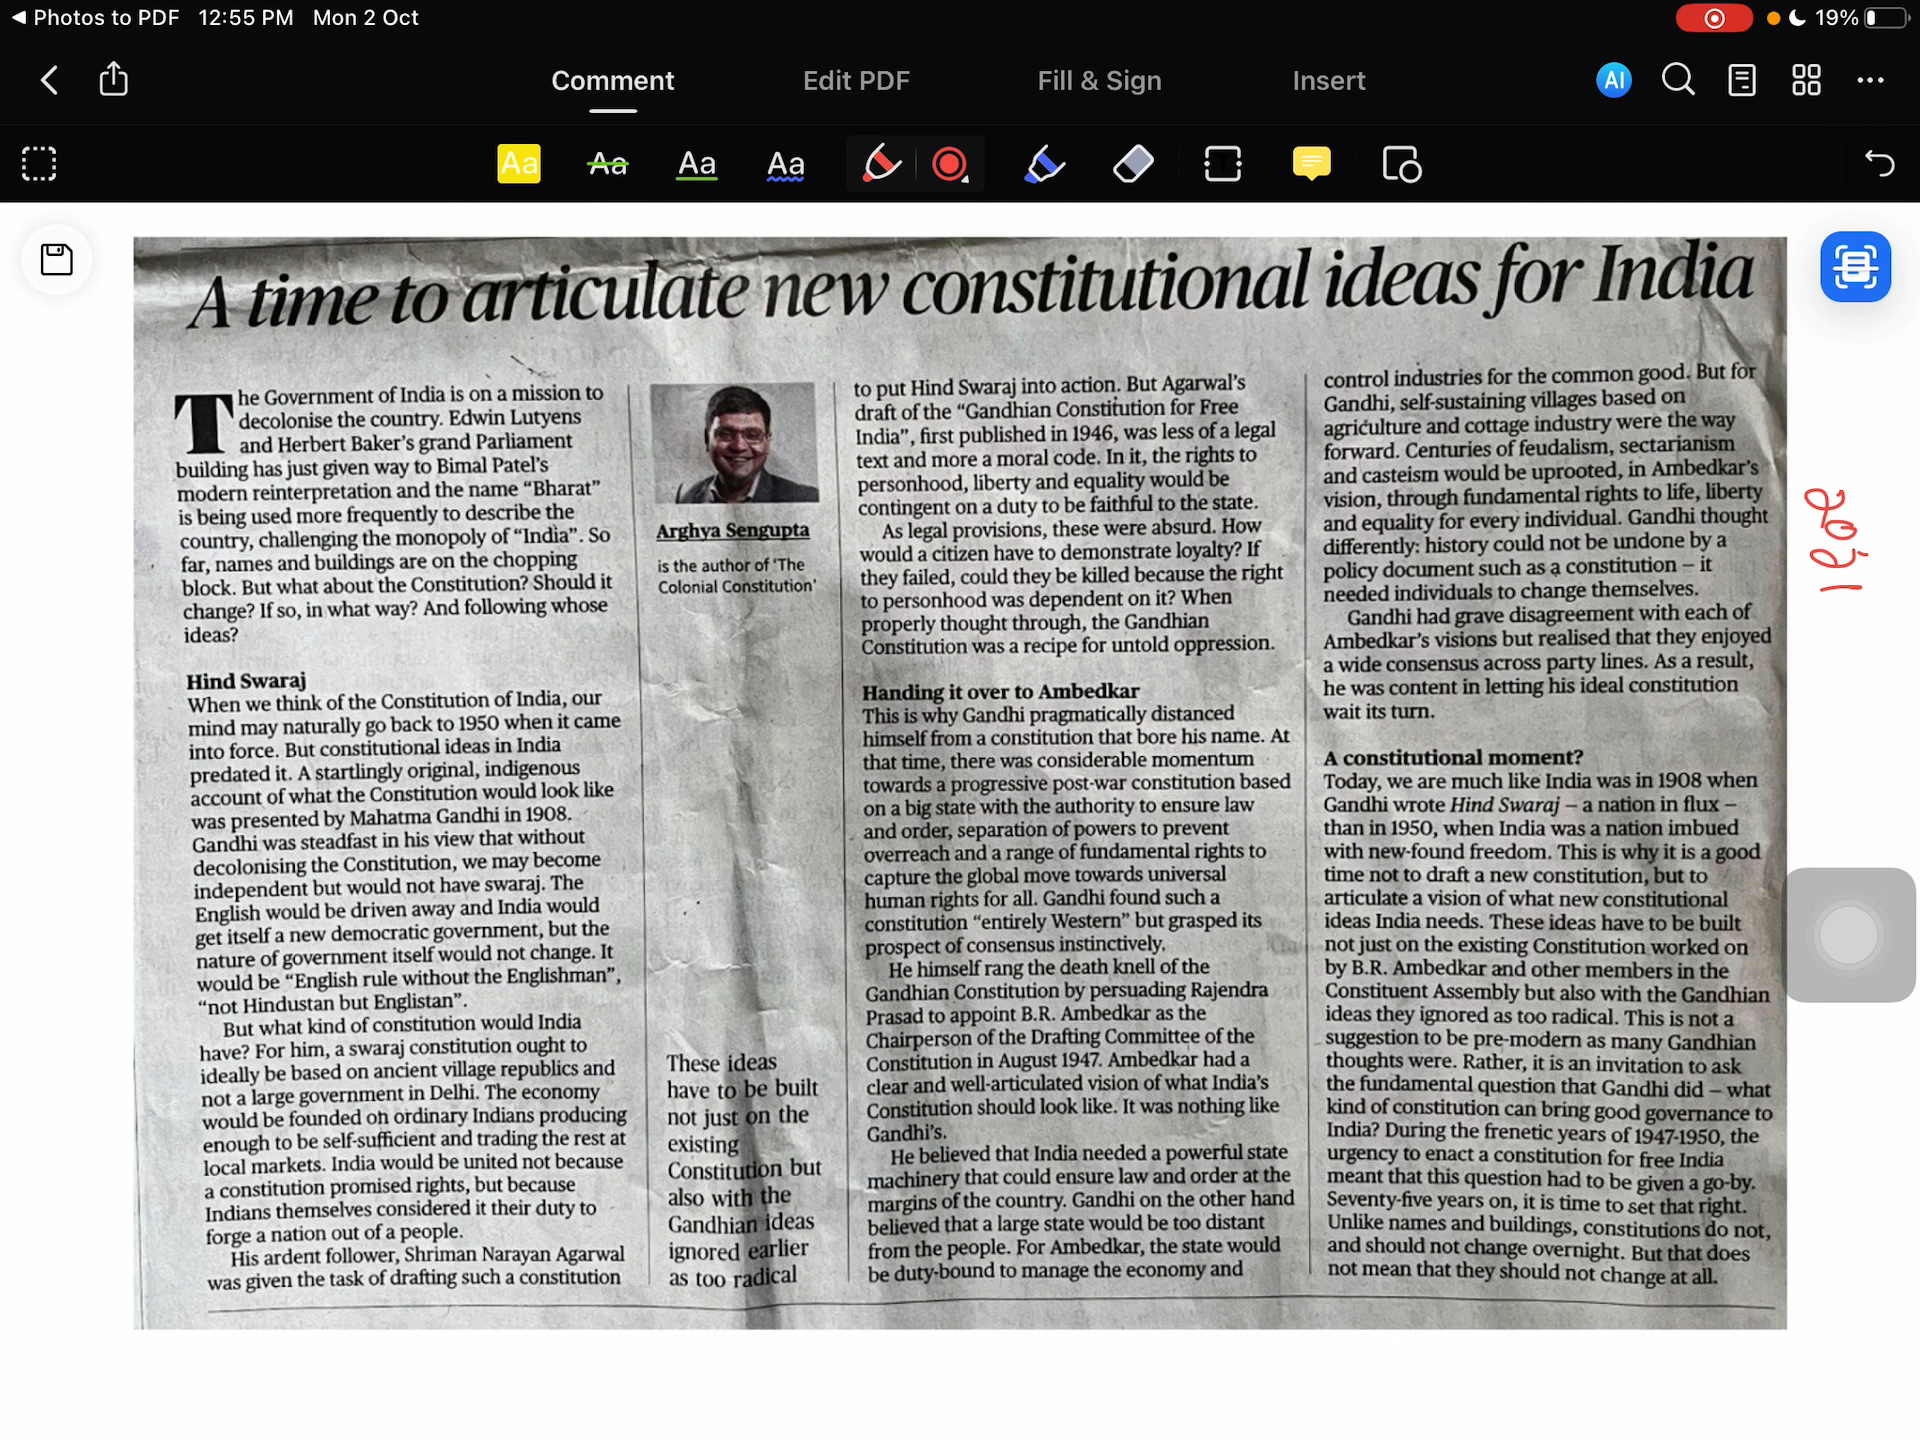 Photos to PDF 12:55 PM Mon 2 Oct
19%
Comment
Edit PDF
Fill & Sign
Insert
AI
Aa
Aa
Aa
Aa
T
A time to articulate new constitutional ideas for India
The Government of India is on a mission to
decolonise the country. Edwin Lutyens
and Herbert Baker's grand Parliament
building has just given way to Bimal Patel's
modern reinterpretation and the name “Bharat”
is being used more frequently to describe the
country, challenging the monopoly of “India”. So
far, names and buildings are on the chopping
block. But what about the Constitution? Should it
change? If so, in what way? And following whose
ideas?
Hind Swaraj
When we think of the Constitution of India, our
mind may naturally go back to 1950 when it came
into force. But constitutional ideas in India
predated it. A startlingly original, indigenous
account of what the Constitution would look like
was presented by Mahatma Gandhi in 1908.
Gandhi was steadfast in his view that without
decolonising the Constitution, we may become
independent but would not have swaraj. The
English would be driven away and India would
get itself a new democratic government, but the
nature of government itself would not change. It
would be “English rule without the Englishman”,
“not Hindustan but Englistan”.
But what kind of constitution would India
have? For him, a swaraj constitution ought to
ideally be based on ancient village republics and
not a large government in Delhi. The economy
would be founded on ordinary Indians producing
enough to be self-sufficient and trading the rest at
local markets. India would be united not because
a constitution promised rights, but because
Indians themselves considered it their duty to
forge a nation out of a people.
His ardent follower, Shriman Narayan Agarwal
was given the task of drafting such a constitution
Arghya Sengupta
is the author of 'The
Colonial Constitution'
These ideas
have to be built
not just on the
existing
Constitution but
also with the
Gandhian ideas
ignored earlier
as too radical
to put Hind Swaraj into action. But Agarwal's
draft of the “Gandhian Constitution for Free
India”, first published in 1946, was less of a legal
text and more a moral code. In it, the rights to
personhood, liberty and equality would be
contingent on a duty to be faithful to the state.
As legal provisions, these were absurd. How
would a citizen have to demonstrate loyalty? If
they failed, could they be killed because the right
to personhood was dependent on it? When
properly thought through, the Gandhian
Constitution was a recipe for untold oppression.
Handing it over to Ambedkar
This is why Gandhi pragmatically distanced
himself from a constitution that bore his name. At
that time, there was considerable momentum
towards a progressive post-war constitution based
on a big state with the authority to ensure law
and order, separation of powers to prevent
overreach and a range of fundamental rights to
capture the global move towards universal
human rights for all. Gandhi found such a
constitution “entirely Western” but grasped its
prospect of consensus instinctively.
He himself rang the death knell of the
Gandhian Constitution by persuading Rajendra
Prasad to appoint B.R. Ambedkar as the
Chairperson of the Drafting Committee of the
Constitution in August 1947. Ambedkar had a
clear and well-articulated vision of what India's
Constitution should look like. It was nothing like
Gandhi's.
He believed that India needed a powerful state
machinery that could ensure law and order at the
margins of the country. Gandhi on the other hand
believed that a large state would be too distant
from the people. For Ambedkar, the state would
be duty-bound to manage the economy and
control industries for the common good. But for
Gandhi, self-sustaining villages based on
agriculture and cottage industry were the way
forward. Centuries of feudalism, sectarianism
and casteism would be uprooted, in Ambedkar's
vision, through fundamental rights to life, liberty
and equality for every individual. Gandhi thought
differently: history could not be undone by a
policy document such as a constitution – it
needed individuals to change themselves.
Gandhi had grave disagreement with each of
Ambedkar's visions but realised that they enjoyed
a wide consensus across party lines. As a result,
he was content in letting his ideal constitution
wait its turn.
A constitutional moment?
Today, we are much like India was in 1908 when
Gandhi wrote Hind Swaraj – a nation in flux –
than in 1950, when India was a nation imbued
with new-found freedom. This is why it is a good
time not to draft a new constitution, but to
articulate a vision of what new constitutional
ideas India needs. These ideas have to be built
not just on the existing Constitution worked on
by B.R. Ambedkar and other members in the
Constituent Assembly but also with the Gandhian
ideas they ignored as too radical. This is not a
suggestion to be pre-modern as many Gandhian
thoughts were. Rather, it is an invitation to ask
the fundamental question that Gandhi did – what
kind of constitution can bring good governance to
India? During the frenetic years of 1947-1950, the
urgency to enact a constitution for free India
meant that this question had to be given a go-by.
Seventy-five years on, it is time to set that right.
Unlike names and buildings, constitutions do not,
and should not change overnight. But that does
not mean that they should not change at all.